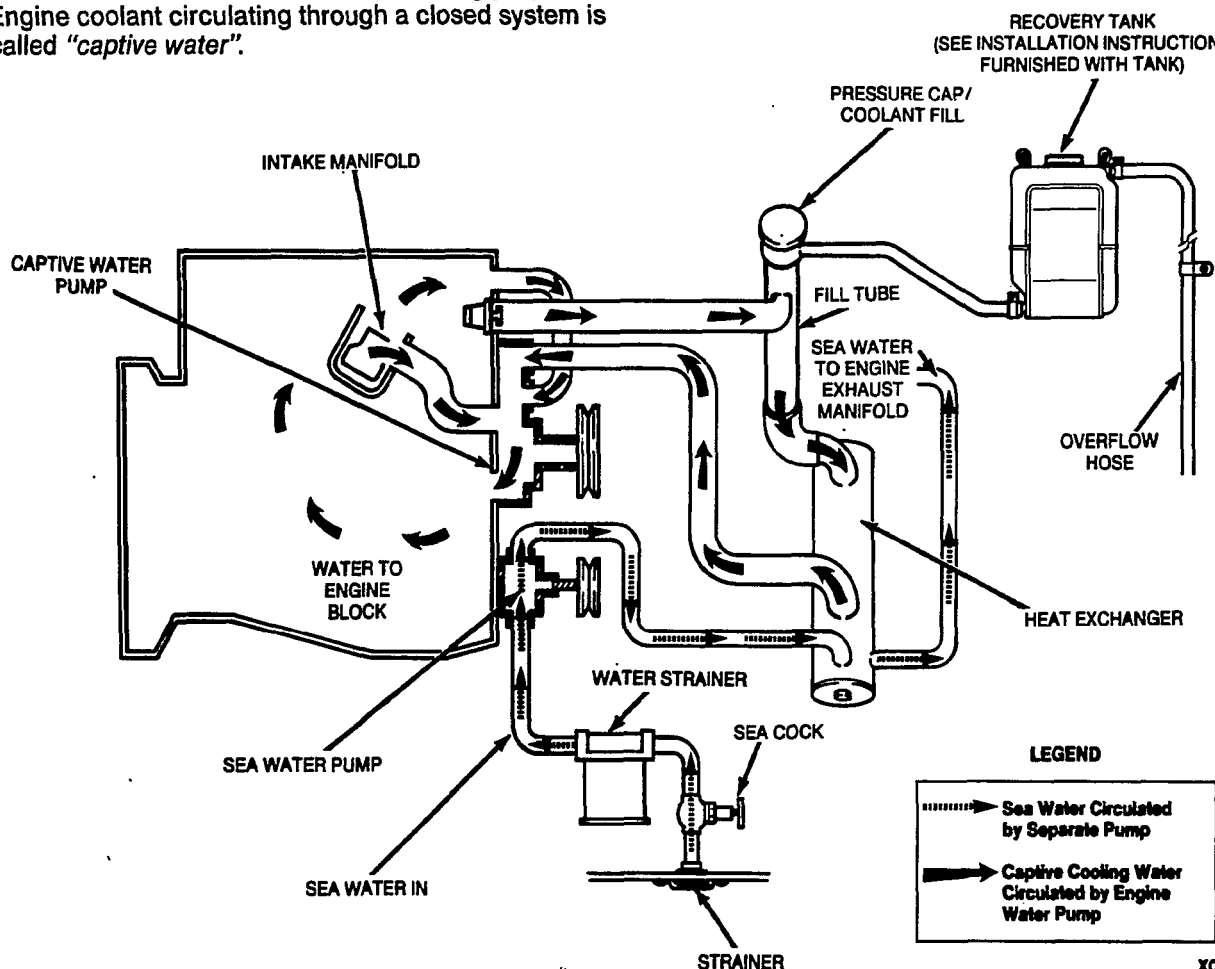 Engine coolant circulating through a closed system is
called "captive water".
RECOVERY TANK
(SEE INSTALLATION INSTRUCTION
FURNISHED WITH TANK)
PRESSURE CAP/
COOLANT FILL
INTAKE MANIFOLD
CAPTIVE WATER
PUMP
FILL TUBE
SEA WATER
TO ENGINE
EXHAUST
MANIFOLD
OVERFLOW
HOSE
WATER TO
ENGINE
BLOCK
HEAT EXCHANGER
WATER STRAINER
SEA COCK
SEA WATER PUMP
SEA WATER IN
STRAINER
LEGEND
Sea Water Circulated
by Separate Pump
Captive Cooling Water
Circulated by Engine
Water Pump